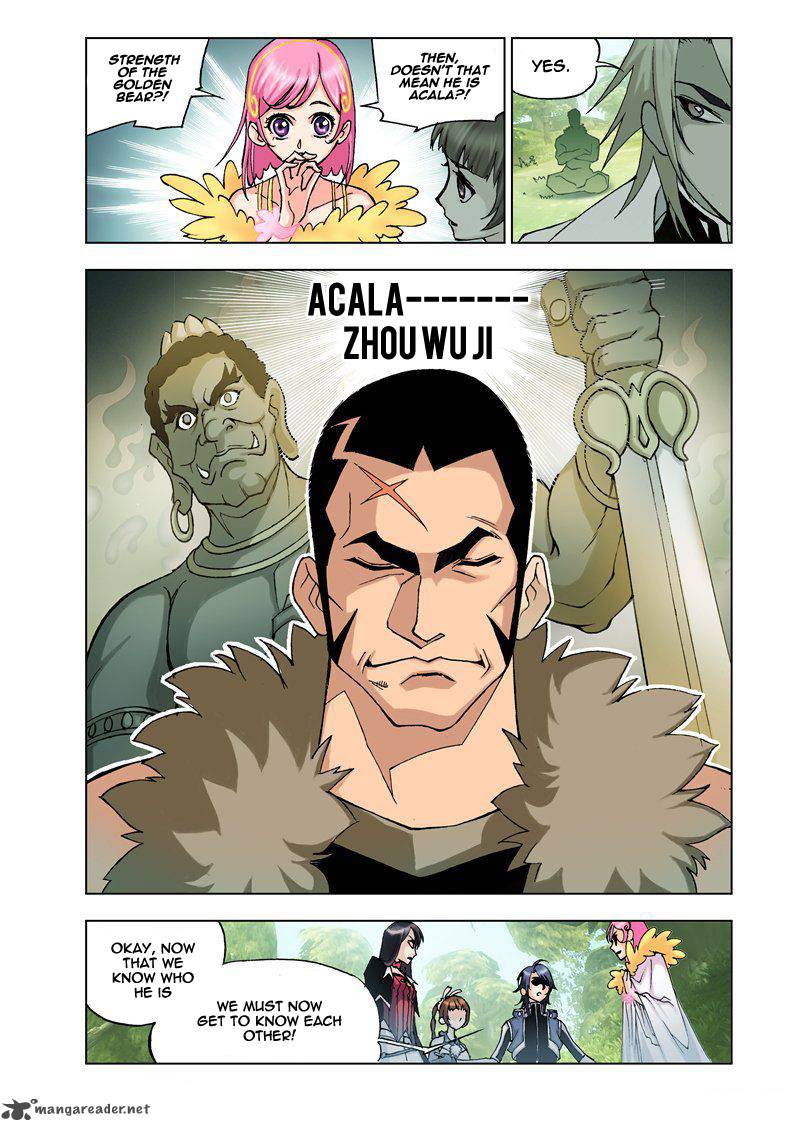 STRENGTH
OF THE
GOLDEN
BEAR?!
THEN,
DOESN'T THAT
MEAN HE IS
ACALA?!
YES.
ACALA-------
ZHOU WU JI
OKAY, NOW
THAT WE
KNOW WHO
HE IS
WE MUST NOW
GET TO KNOW EACH
OTHER!
mangareader.net